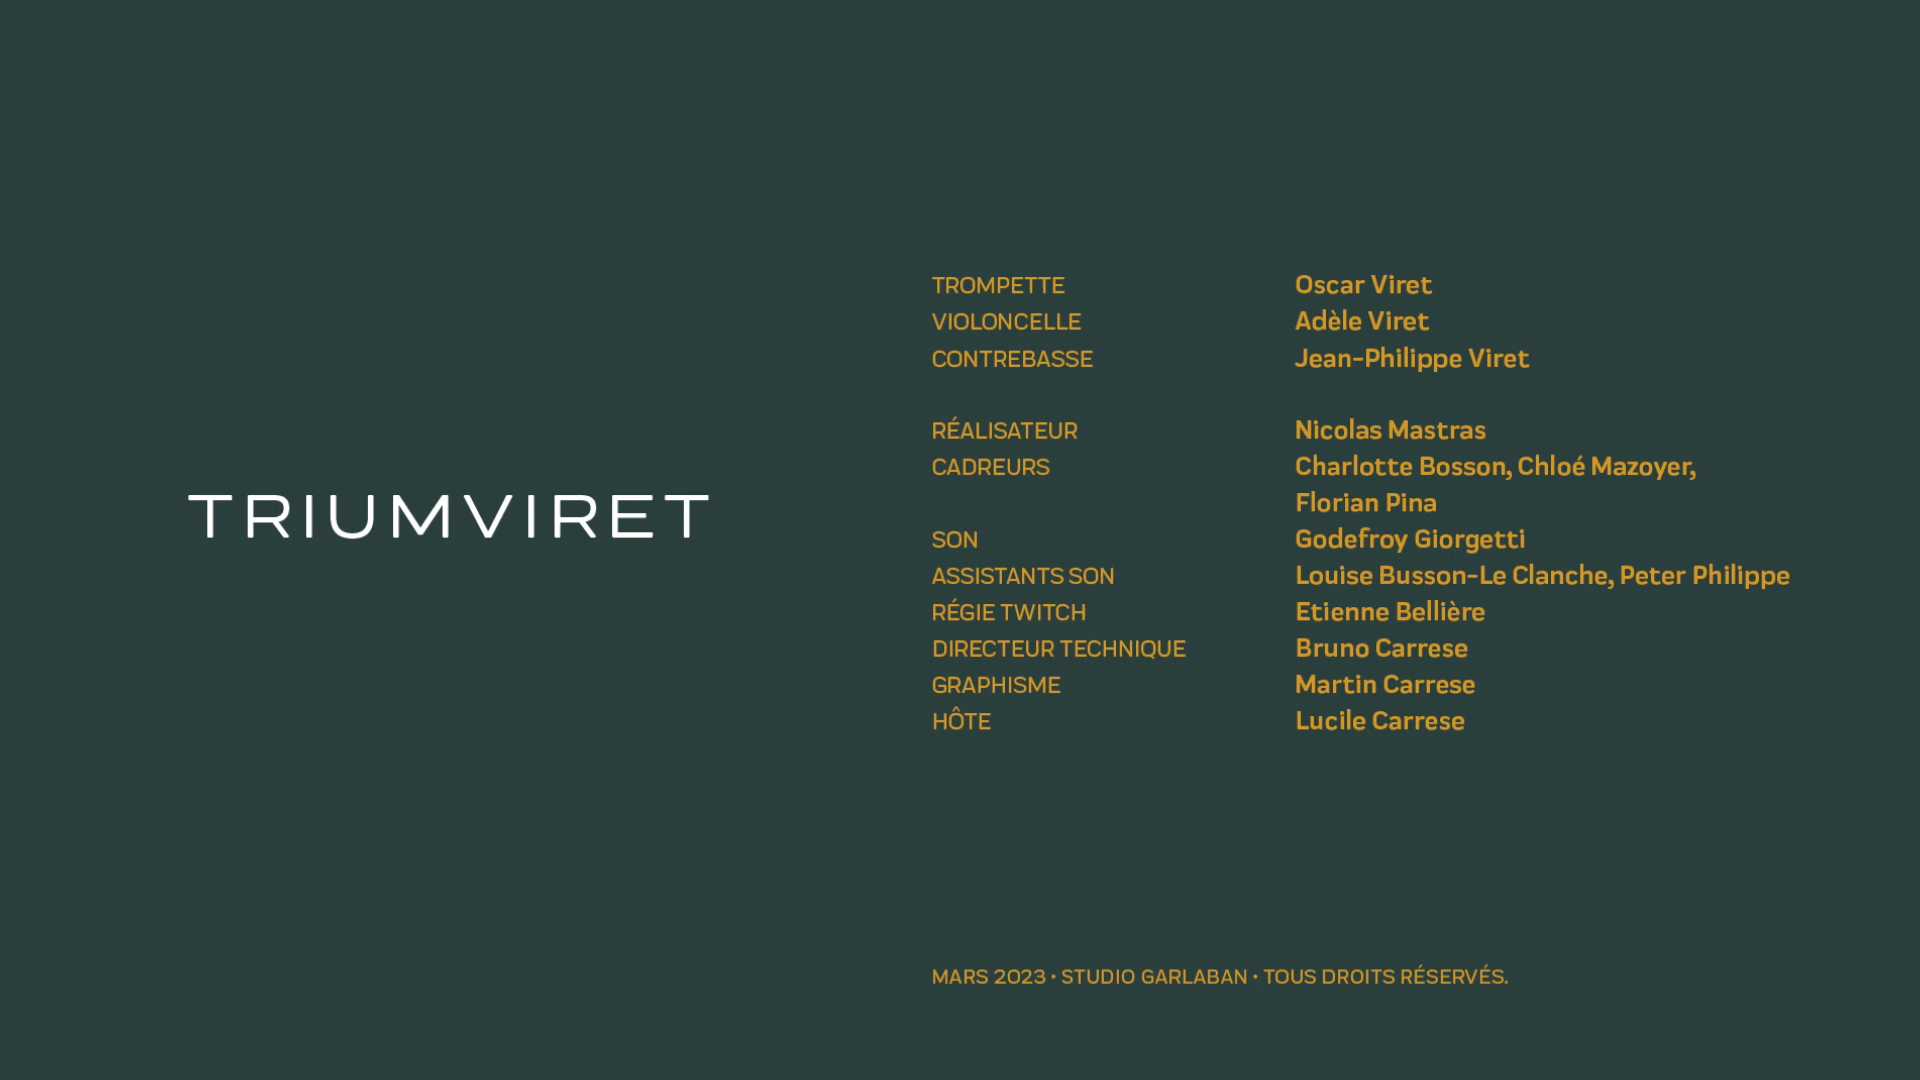 TRIUMVIRET
TROMPETTE Oscar Viret
VIOLONCELLE Adèle Viret
CONTREBASSE Jean-Philippe Viret
RÉALISATEUR Nicolas Mastras
CADREURS Charlotte Bosson, Chloé Mazoyer,
Florian Pina
SON Godefroy Giorgetti
ASSISTANTS SON Louise Busson-Le Clanche, Peter Philippe
RÉGIE TWITCH Etienne Bellière
DIRECTEUR TECHNIQUE Bruno Carrese
GRAPHISME Martin Carrese
HÔTE Lucile Carrese
MARS 2023 • STUDIO GARLABAN • TOUS DROITS RÉSERVÉS.